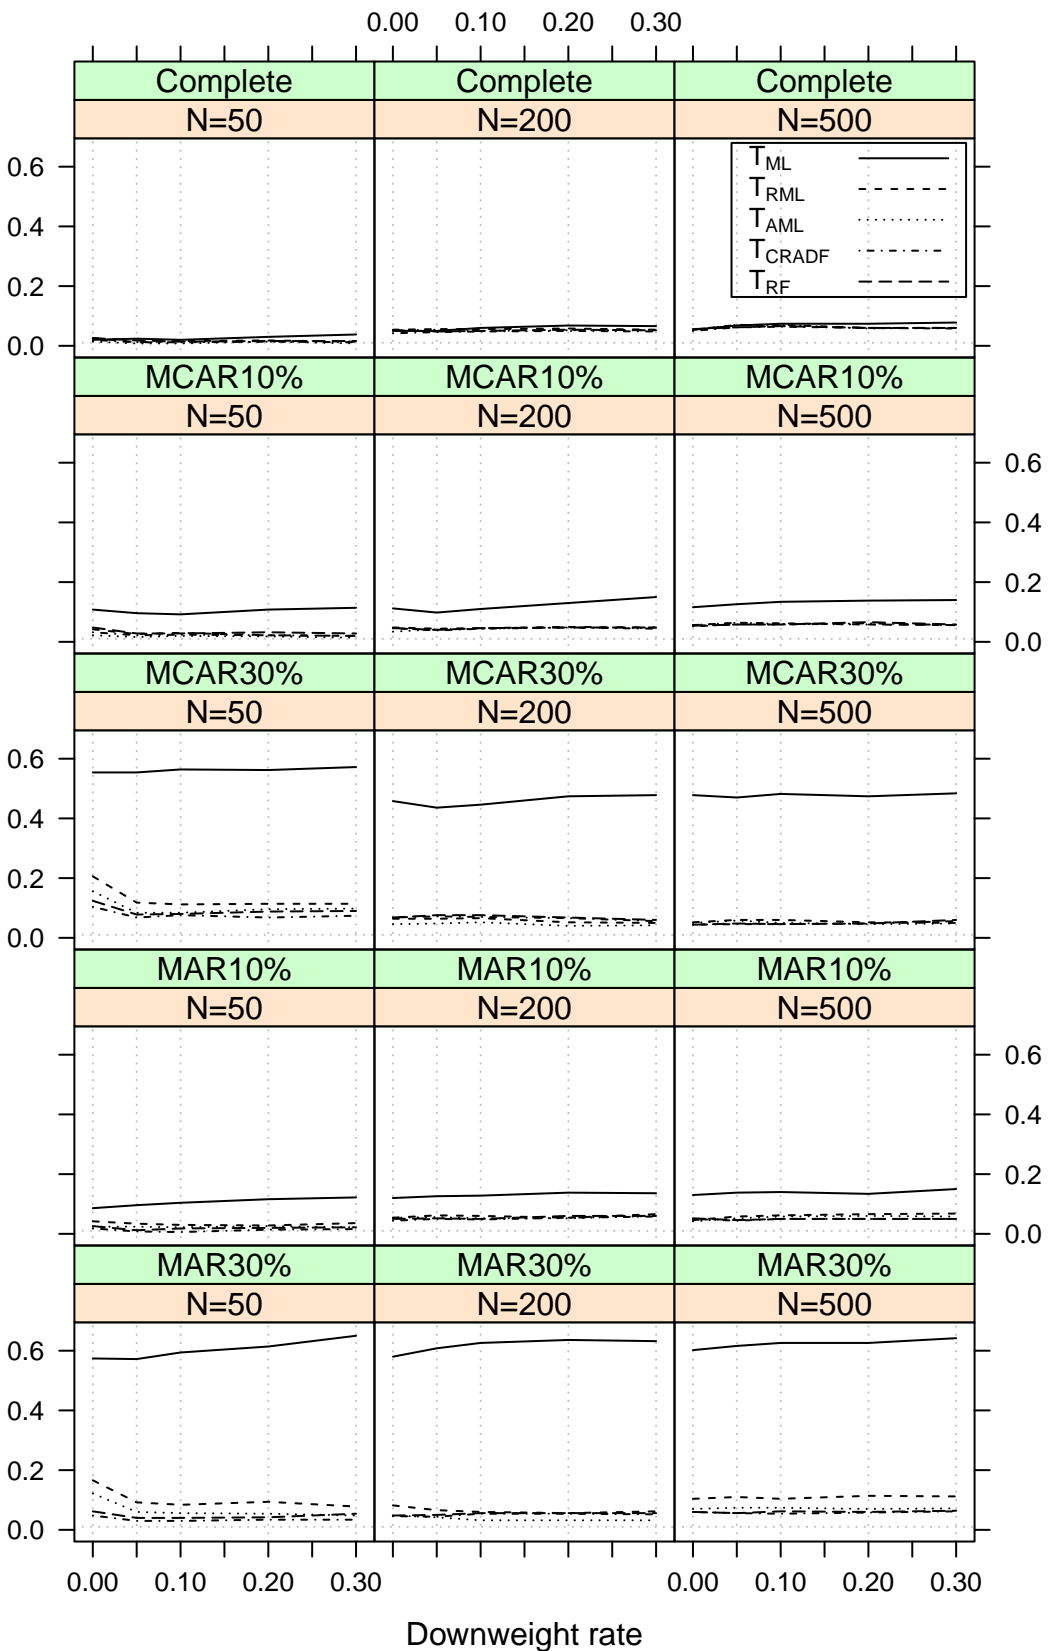 0.00 0.10 0.20 0.30
Complete Complete Complete
N=50 N=200 N=500
0.6
0.4
0.2
0.0
T_ML
T_RML
T_AML
T_CRADF
T_RF
MCAR10% MCAR10% MCAR10%
N=50 N=200 N=500
0.6
0.4
0.2
0.0
MCAR30% MCAR30% MCAR30%
N=50 N=200 N=500
0.6
0.4
0.2
0.0
MAR10% MAR10% MAR10%
N=50 N=200 N=500
0.6
0.4
0.2
0.0
MAR30% MAR30% MAR30%
N=50 N=200 N=500
0.6
0.4
0.2
0.0
0.00 0.10 0.20 0.30 0.00 0.10 0.20 0.30
Downweight rate